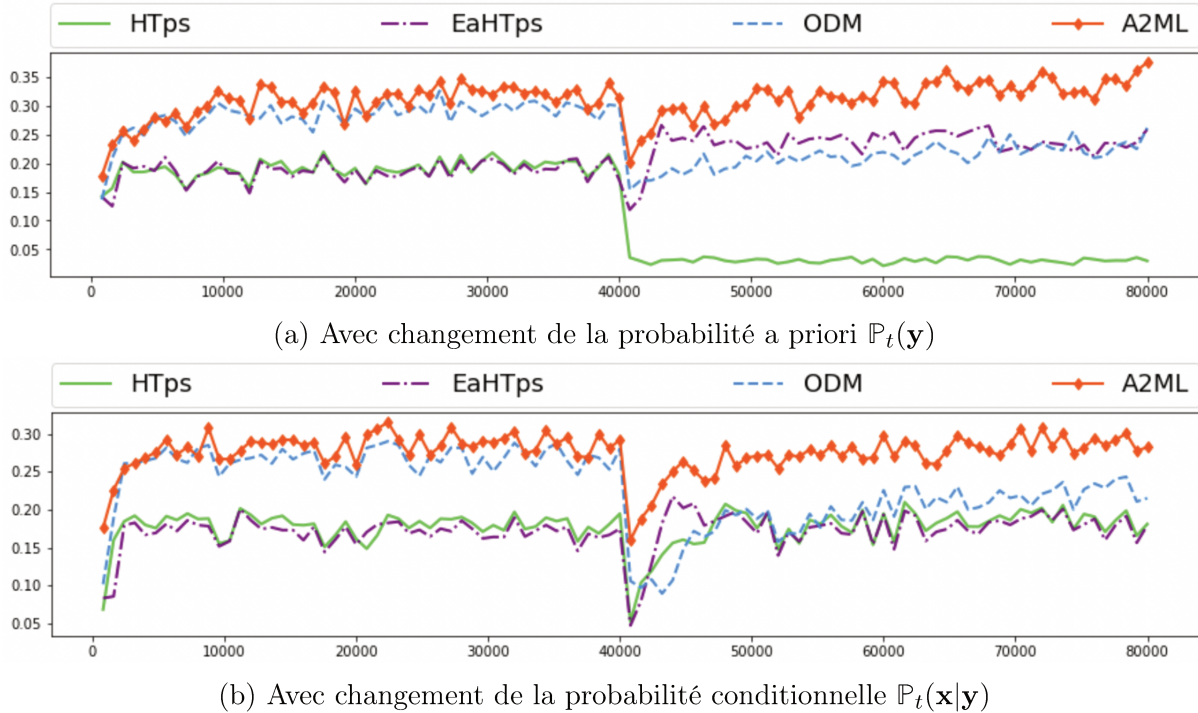 HTps EaHTps ODM A2ML
0.35
0.30
0.25
0.20
0.15
0.10
0.05
0 10000 20000 30000 40000 50000 60000 70000 80000
(a) Avec changement de la probabilité a priori ℙₜ(𝐲)
HTps EaHTps ODM A2ML
0.30
0.25
0.20
0.15
0.10
0.05
0 10000 20000 30000 40000 50000 60000 70000 80000
(b) Avec changement de la probabilité conditionnelle ℙₜ(𝐱|𝐲)